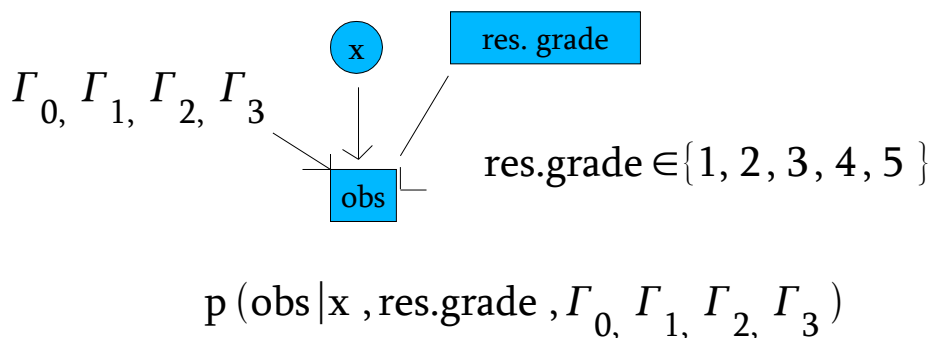 x
res. grade
Γ₀, Γ₁, Γ₂, Γ₃
res.grade ∈{1, 2 , 3 , 4 , 5 }
obs
p (obs|x ,res.grade ,Γ₀, Γ₁, Γ₂, Γ₃)